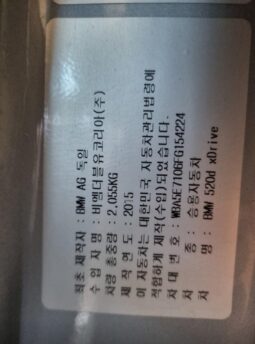 최초 제작자 : BMW AG 독일
수 입 자 명 : 비엠더블유코리아(주)
차량 총중량 : 2,055KG
제 작 연 도 : 2015
이 자동차는 대한민국 자동차관리법령에
적합하게 제작(수입)되었습니다.
차 대 번 호 : WBA5E7106FG154224
차 종 : 승용자동차
차 명 : BMW 520d xDrive